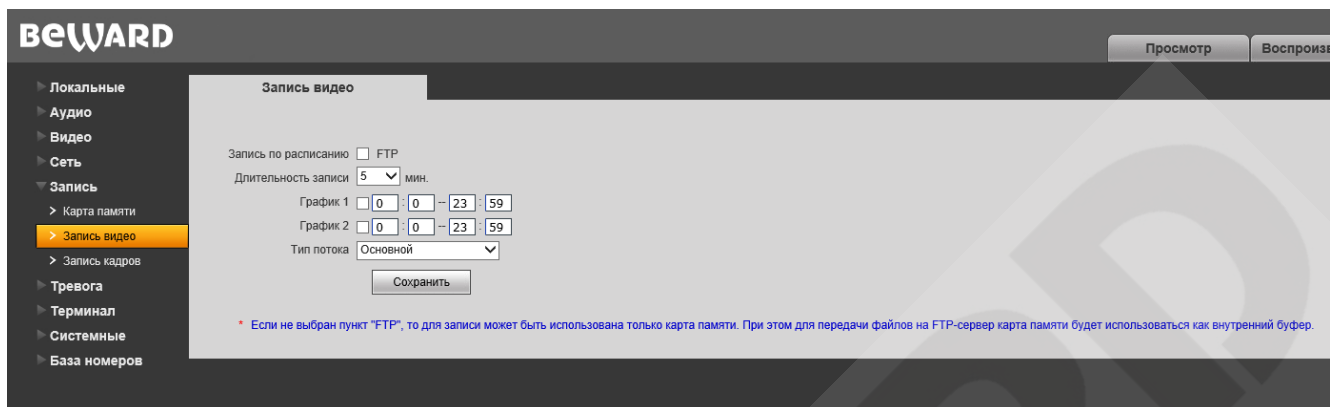 BEWARD
Просмотр
Воспроизв
Локальные
Аудио
Видео
Сеть
Запись
> Карта памяти
> Запись видео
> Запись кадров
Тревога
Терминал
Системные
База номеров
Запись видео
Запись по расписанию FTP
Длительность записи 5 мин.
График 1 0 : 0 -- 23 : 59
График 2 0 : 0 -- 23 : 59
Тип потока Основной
Сохранить
* Если не выбран пункт "FTP", то для записи может быть использована только карта памяти. При этом для передачи файлов на FTP-сервер карта памяти будет использоваться как внутренний буфер.